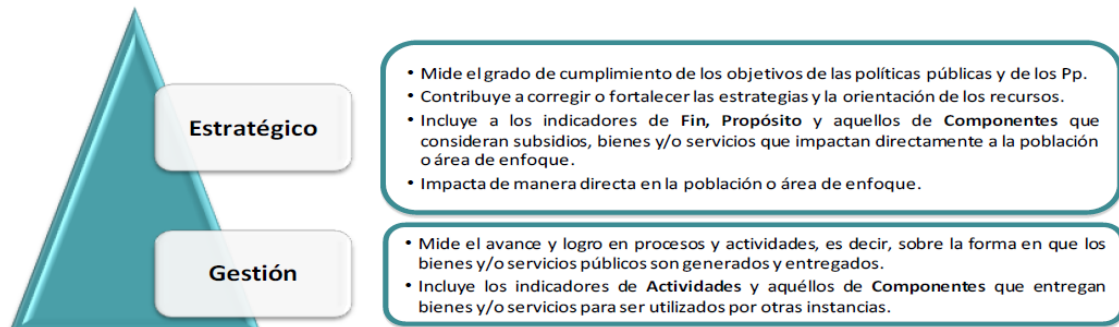 Estratégico
• Mide el grado de cumplimiento de los objetivos de las políticas públicas y de los Pp.
• Contribuye a corregir o fortalecer las estrategias y la orientación de los recursos.
• Incluye a los indicadores de Fin, Propósito y aquellos de Componentes que
consideran subsidios, bienes y/o servicios que impactan directamente a la población
o área de enfoque.
• Impacta de manera directa en la población o área de enfoque.
Gestión
• Mide el avance y logro en procesos y actividades, es decir, sobre la forma en que los
bienes y/o servicios públicos son generados y entregados.
• Incluye los indicadores de Actividades y aquéllos de Componentes que entregan
bienes y/o servicios para ser utilizados por otras instancias.